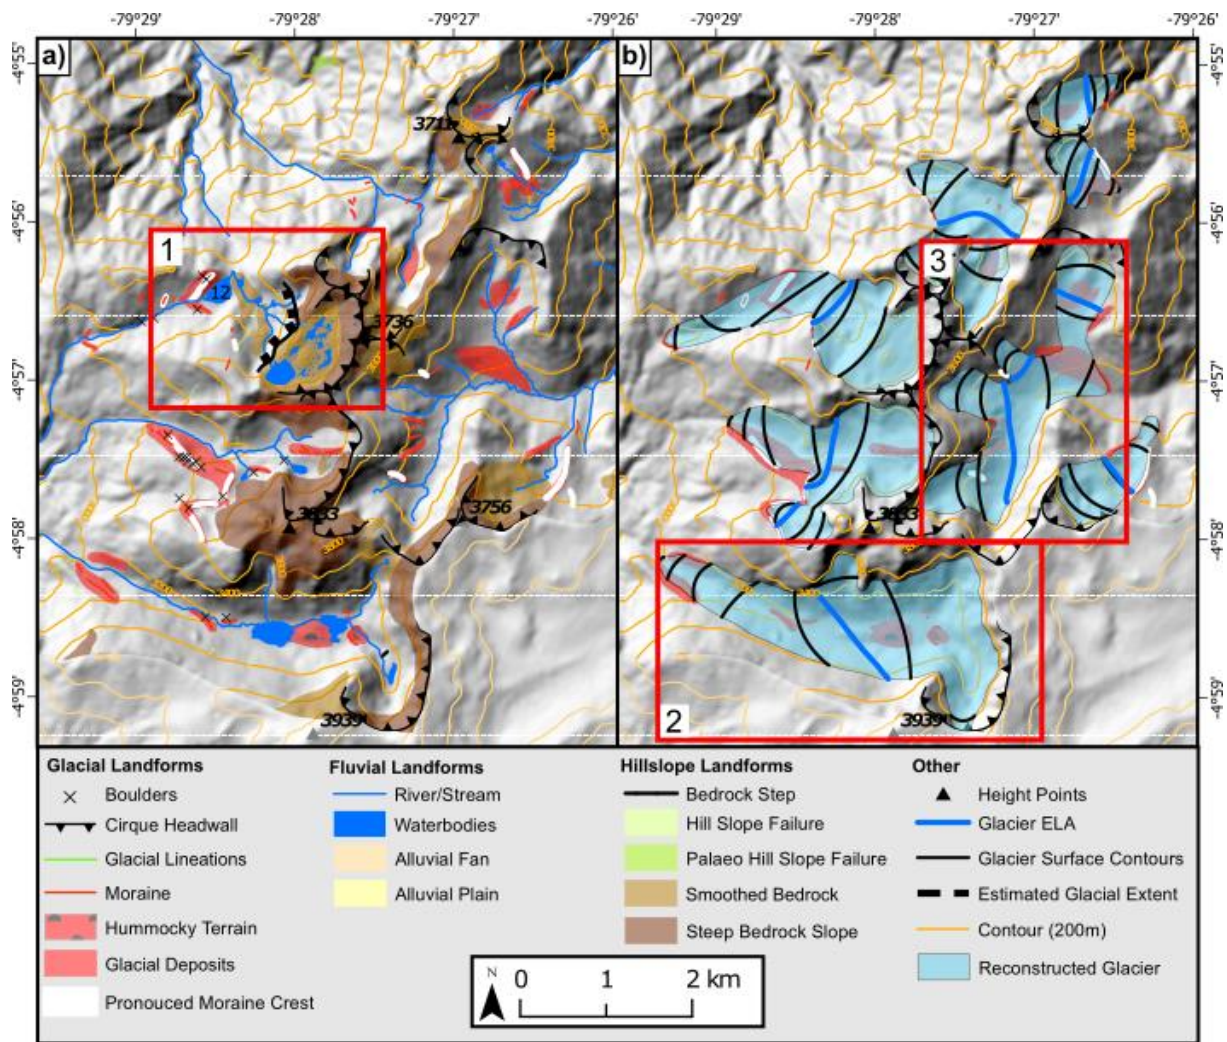 -79°29' -79°28' -79°27' -79°26' -79°29' -79°28' -79°27' -79°26'
a) b)
-4°55' -4°55'
3711
-4°56' -4°56'
1 3
12
3736
-4°57' -4°57'
3756
3833 3833
-4°58' -4°58'
-4°59' -4°59'
3939 3939
2
Glacial Landforms
Boulders
Cirque Headwall
Glacial Lineations
Moraine
Hummocky Terrain
Glacial Deposits
Pronouced Moraine Crest
Fluvial Landforms
River/Stream
Waterbodies
Alluvial Fan
Alluvial Plain
Hillslope Landforms
Bedrock Step
Hill Slope Failure
Palaeo Hill Slope Failure
Smoothed Bedrock
Steep Bedrock Slope
Other
Height Points
Glacier ELA
Glacier Surface Contours
Estimated Glacial Extent
Contour (200m)
Reconstructed Glacier
N
0 1 2 km